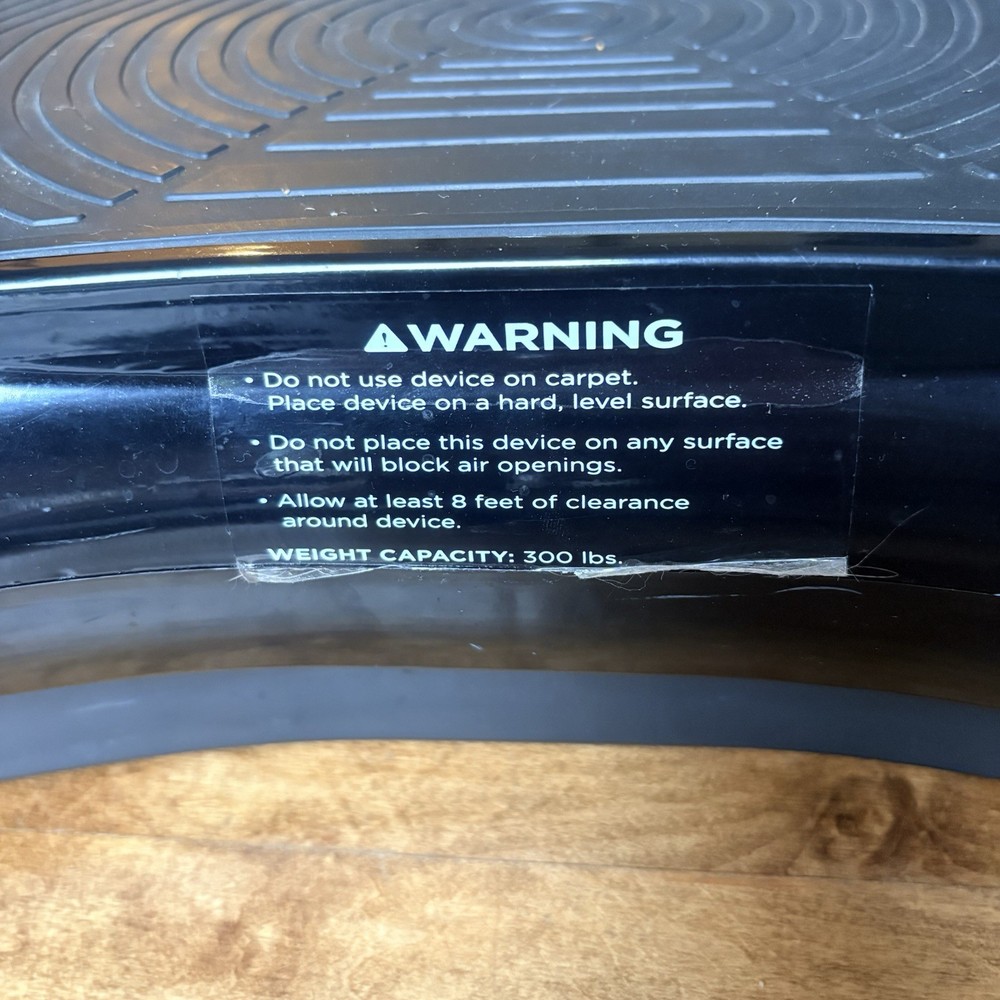 ⚠WARNING
• Do not use device on carpet.
Place device on a hard, level surface.
• Do not place this device on any surface
that will block air openings.
• Allow at least 8 feet of clearance
around device.
WEIGHT CAPACITY: 300 lbs.